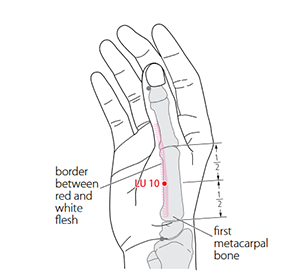 1/2
border
between
red and
white
flesh
LU 10
1/2
first
metacarpal
bone